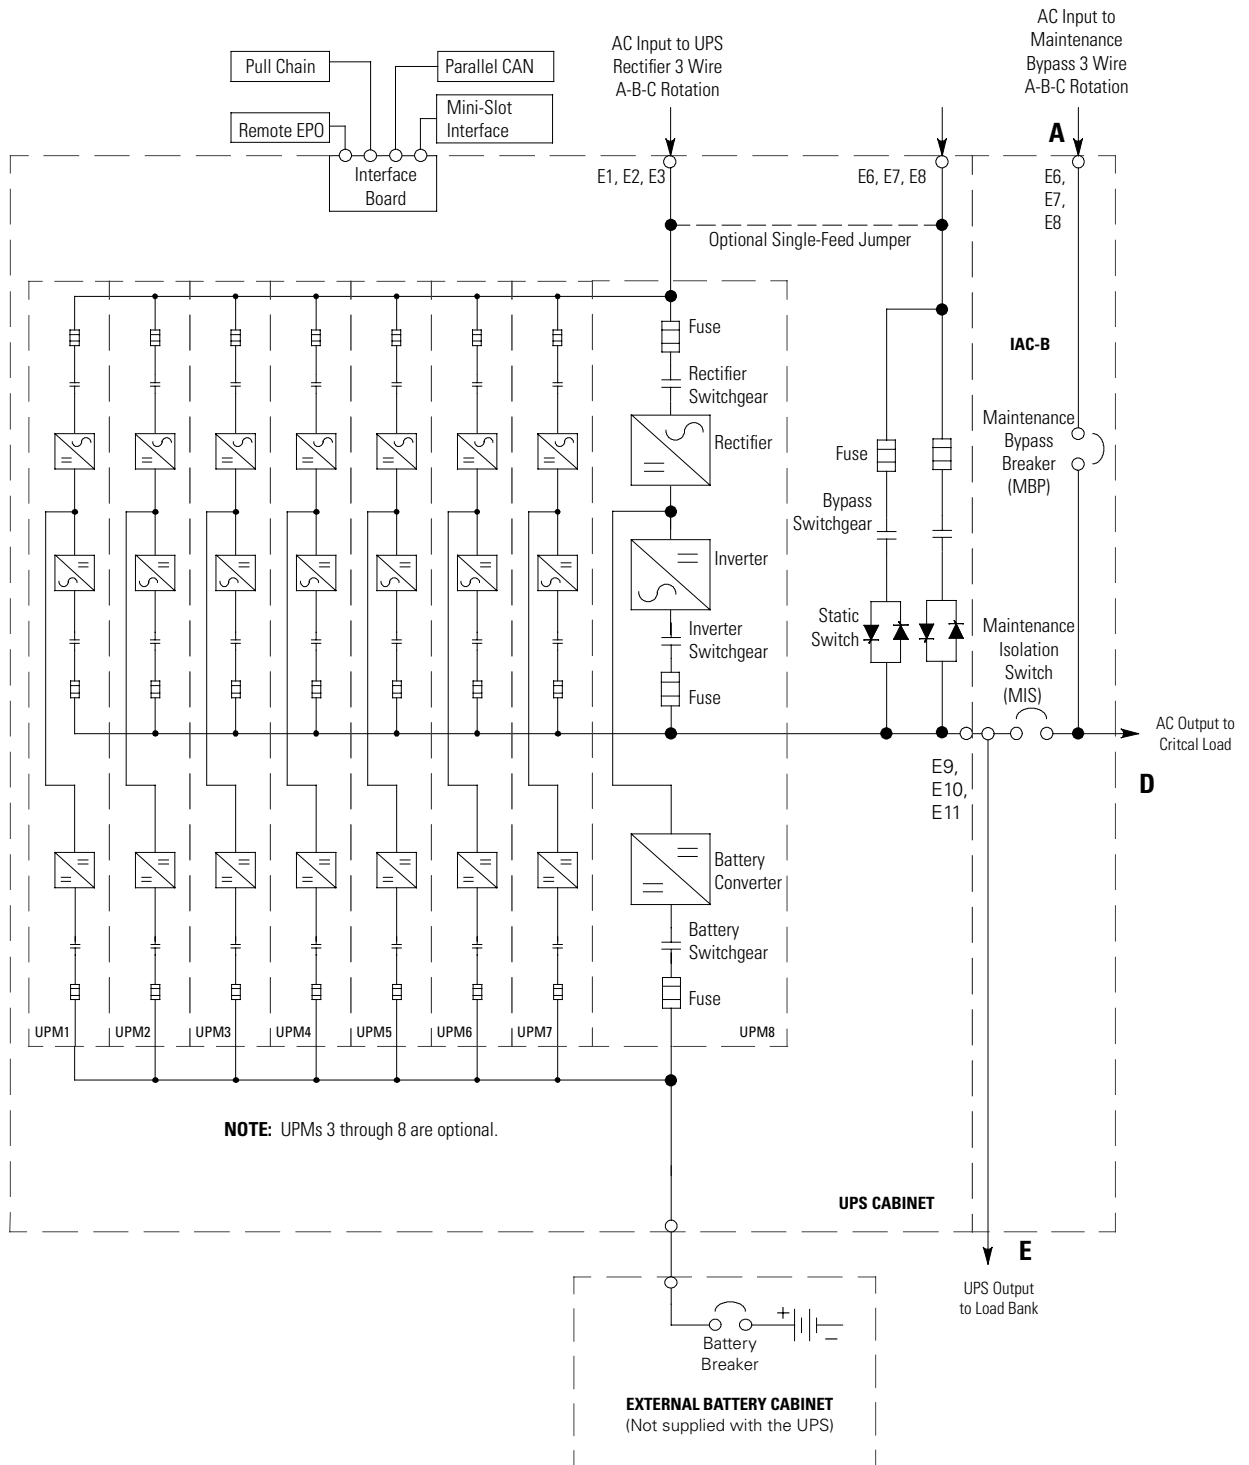 AC Input to
Maintenance
Bypass 3 Wire
A-B-C Rotation
AC Input to UPS
Rectifier 3 Wire
A-B-C Rotation
Pull Chain
Parallel CAN
Remote EPO
Mini-Slot
Interface
A
Interface
Board
E1, E2, E3
E6, E7, E8
E6,
E7,
E8
Optional Single-Feed Jumper
Fuse
IAC-B
Rectifier
Switchgear
Rectifier
Fuse
Maintenance
Bypass
Breaker
(MBP)
Bypass
Switchgear
Inverter
Inverter
Switchgear
Static
Switch
Maintenance
Isolation
Switch
(MIS)
Fuse
AC Output to
Critcal Load
E9,
E10,
E11
D
Battery
Converter
Battery
Switchgear
Fuse
UPM1
UPM2
UPM3
UPM4
UPM5
UPM6
UPM7
UPM8
NOTE: UPMs 3 through 8 are optional.
UPS CABINET
E
UPS Output
to Load Bank
+
–
Battery
Breaker
EXTERNAL BATTERY CABINET
(Not supplied with the UPS)